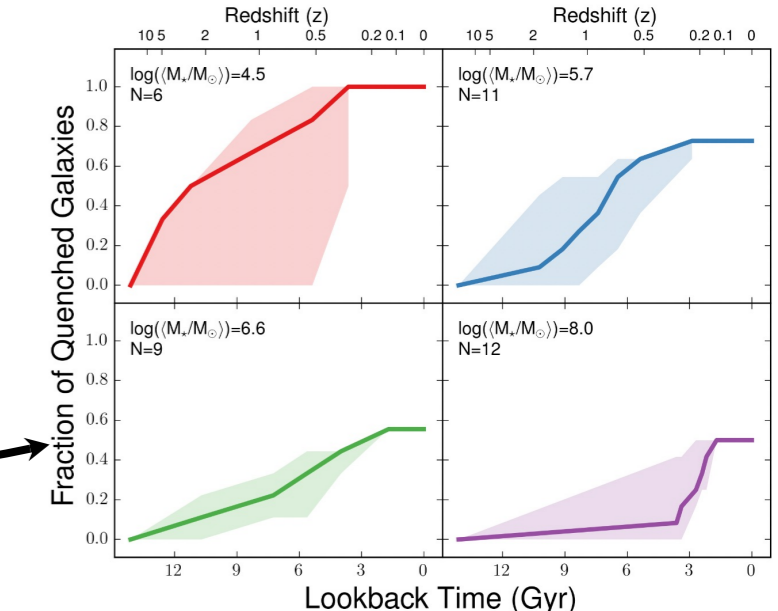 Redshift (z) Redshift (z)
10 5 2 1 0.5 0.2 0.1 0 10 5 2 1 0.5 0.2 0.1 0
log(⟨M⋆/M☉⟩)=4.5
N=6
log(⟨M⋆/M☉⟩)=5.7
N=11
1.0
0.8
0.6
0.4
0.2
0.0
log(⟨M⋆/M☉⟩)=6.6
N=9
log(⟨M⋆/M☉⟩)=8.0
N=12
1.0
0.8
0.6
0.4
0.2
0.0
Fraction of Quenched Galaxies
12 9 6 3 0 12 9 6 3 0
Lookback Time (Gyr)